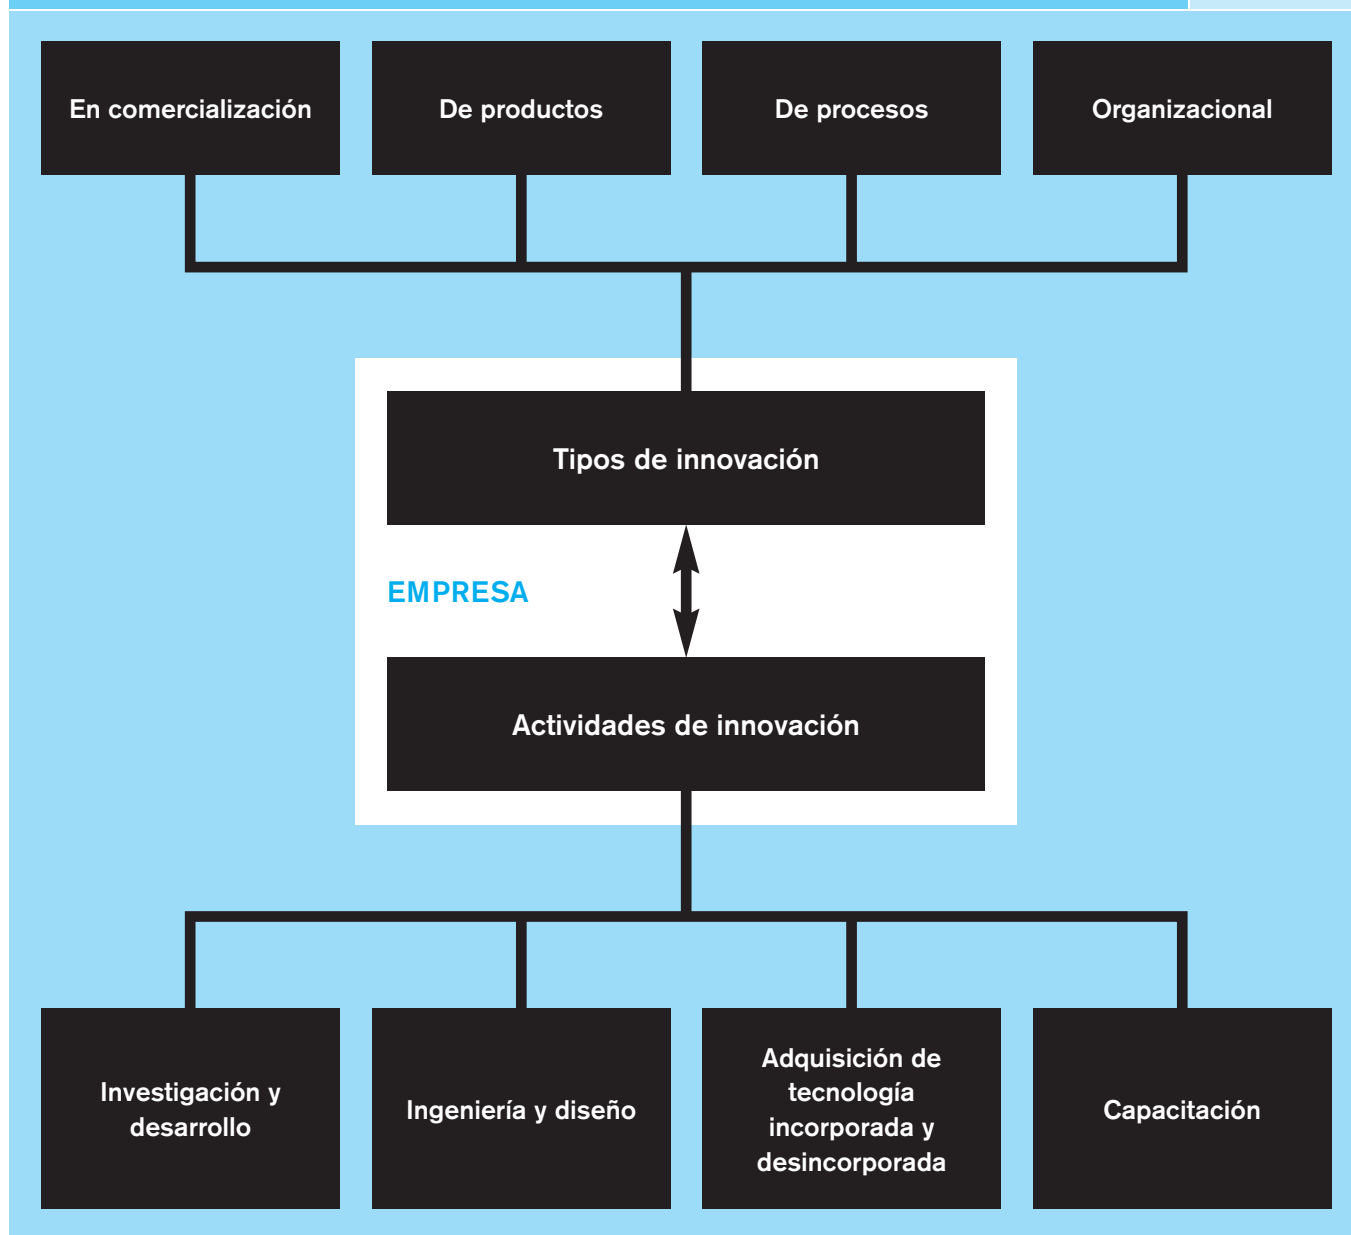 En comercialización
De productos
De procesos
Organizacional
Tipos de innovación
EMPRESA
Actividades de innovación
Investigación y
desarrollo
Ingeniería y diseño
Adquisición de
tecnología
incorporada y
desincorporada
Capacitación